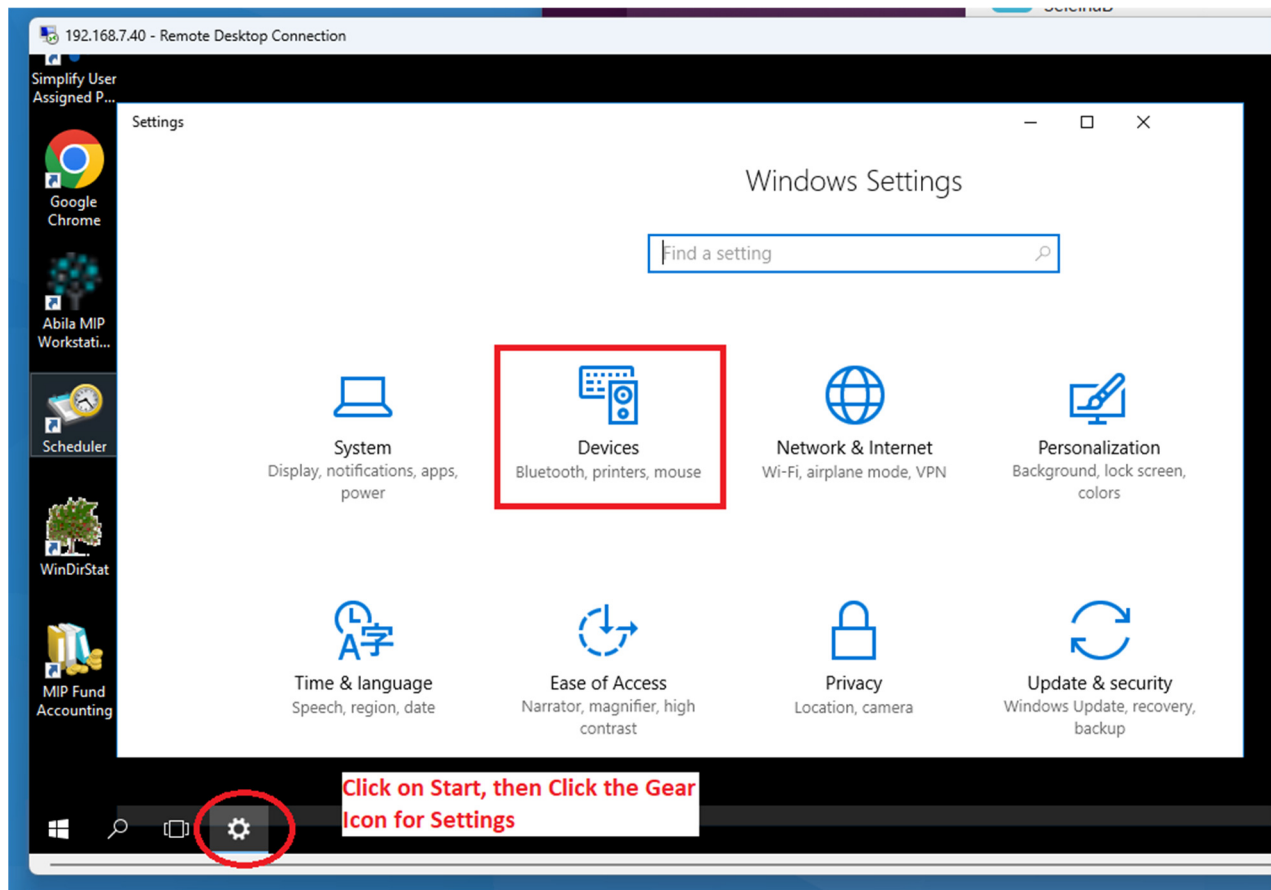 192.168.7.40 - Remote Desktop Connection
Simplify User
Assigned P...
Settings
Windows Settings
Find a setting
Google
Chrome
Abila MIP
Workstati...
Scheduler
WinDirStat
MIP Fund
Accounting
System
Display, notifications, apps,
power
Devices
Bluetooth, printers, mouse
Network & Internet
Wi-Fi, airplane mode, VPN
Personalization
Background, lock screen,
colors
Time & language
Speech, region, date
Ease of Access
Narrator, magnifier, high
contrast
Privacy
Location, camera
Update & security
Windows Update, recovery,
backup
Click on Start, then Click the Gear
Icon for Settings